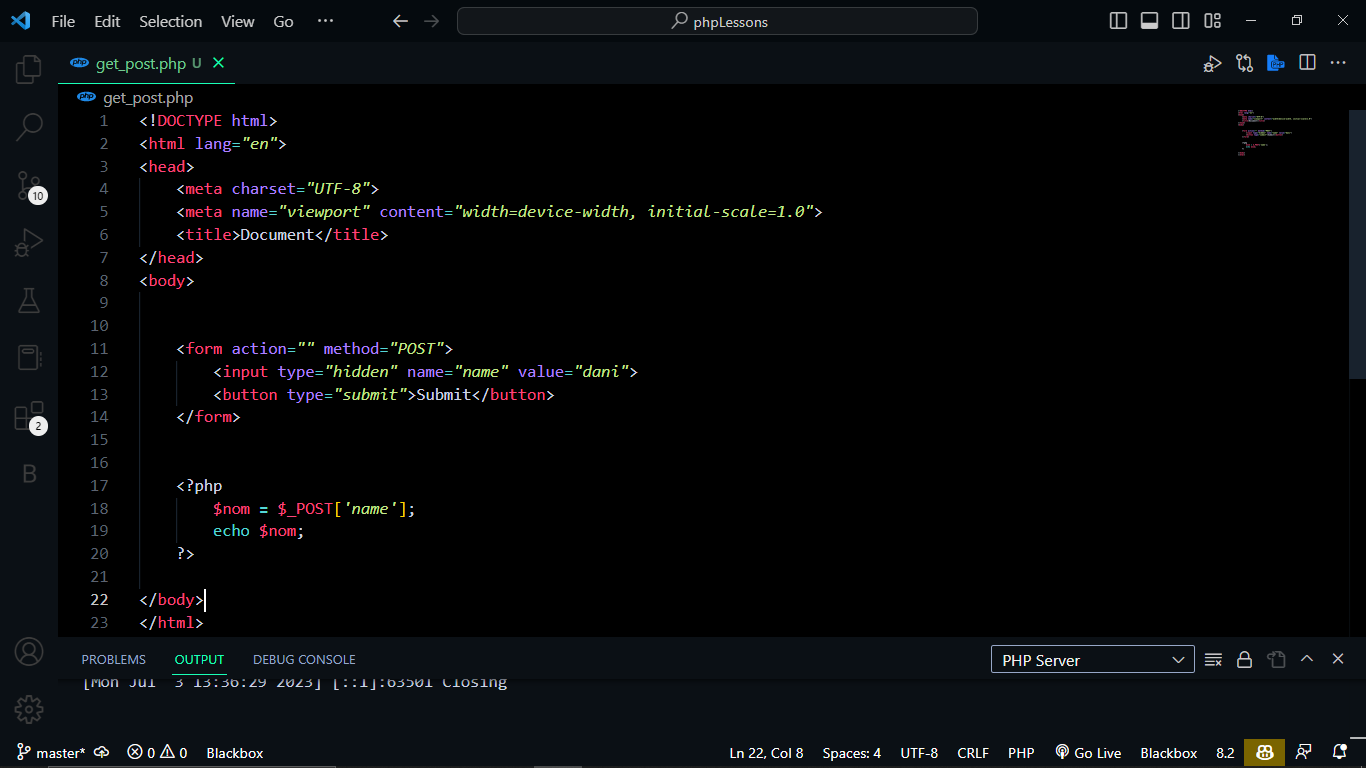 File Edit Selection View Go ··· phpLessons
php get_post.php U
php get_post.php
1 <!DOCTYPE html>
2 <html lang="en">
3 <head>
4 <meta charset="UTF-8">
5 <meta name="viewport" content="width=device-width, initial-scale=1.0">
6 <title>Document</title>
7 </head>
8 <body>
9
10
11 <form action="" method="POST">
12 <input type="hidden" name="name" value="dani">
13 <button type="submit">Submit</button>
14 </form>
15
16
17 <?php
18 $nom = $_POST['name'];
19 echo $nom;
20 ?>
21
22 </body>
23 </html>
10
2
B
PROBLEMS OUTPUT DEBUG CONSOLE PHP Server
[Mon Jul  3 13:36:29 2023] [::1]:63501 Closing
master* 0 0 Blackbox Ln 22, Col 8 Spaces: 4 UTF-8 CRLF PHP Go Live Blackbox 8.2